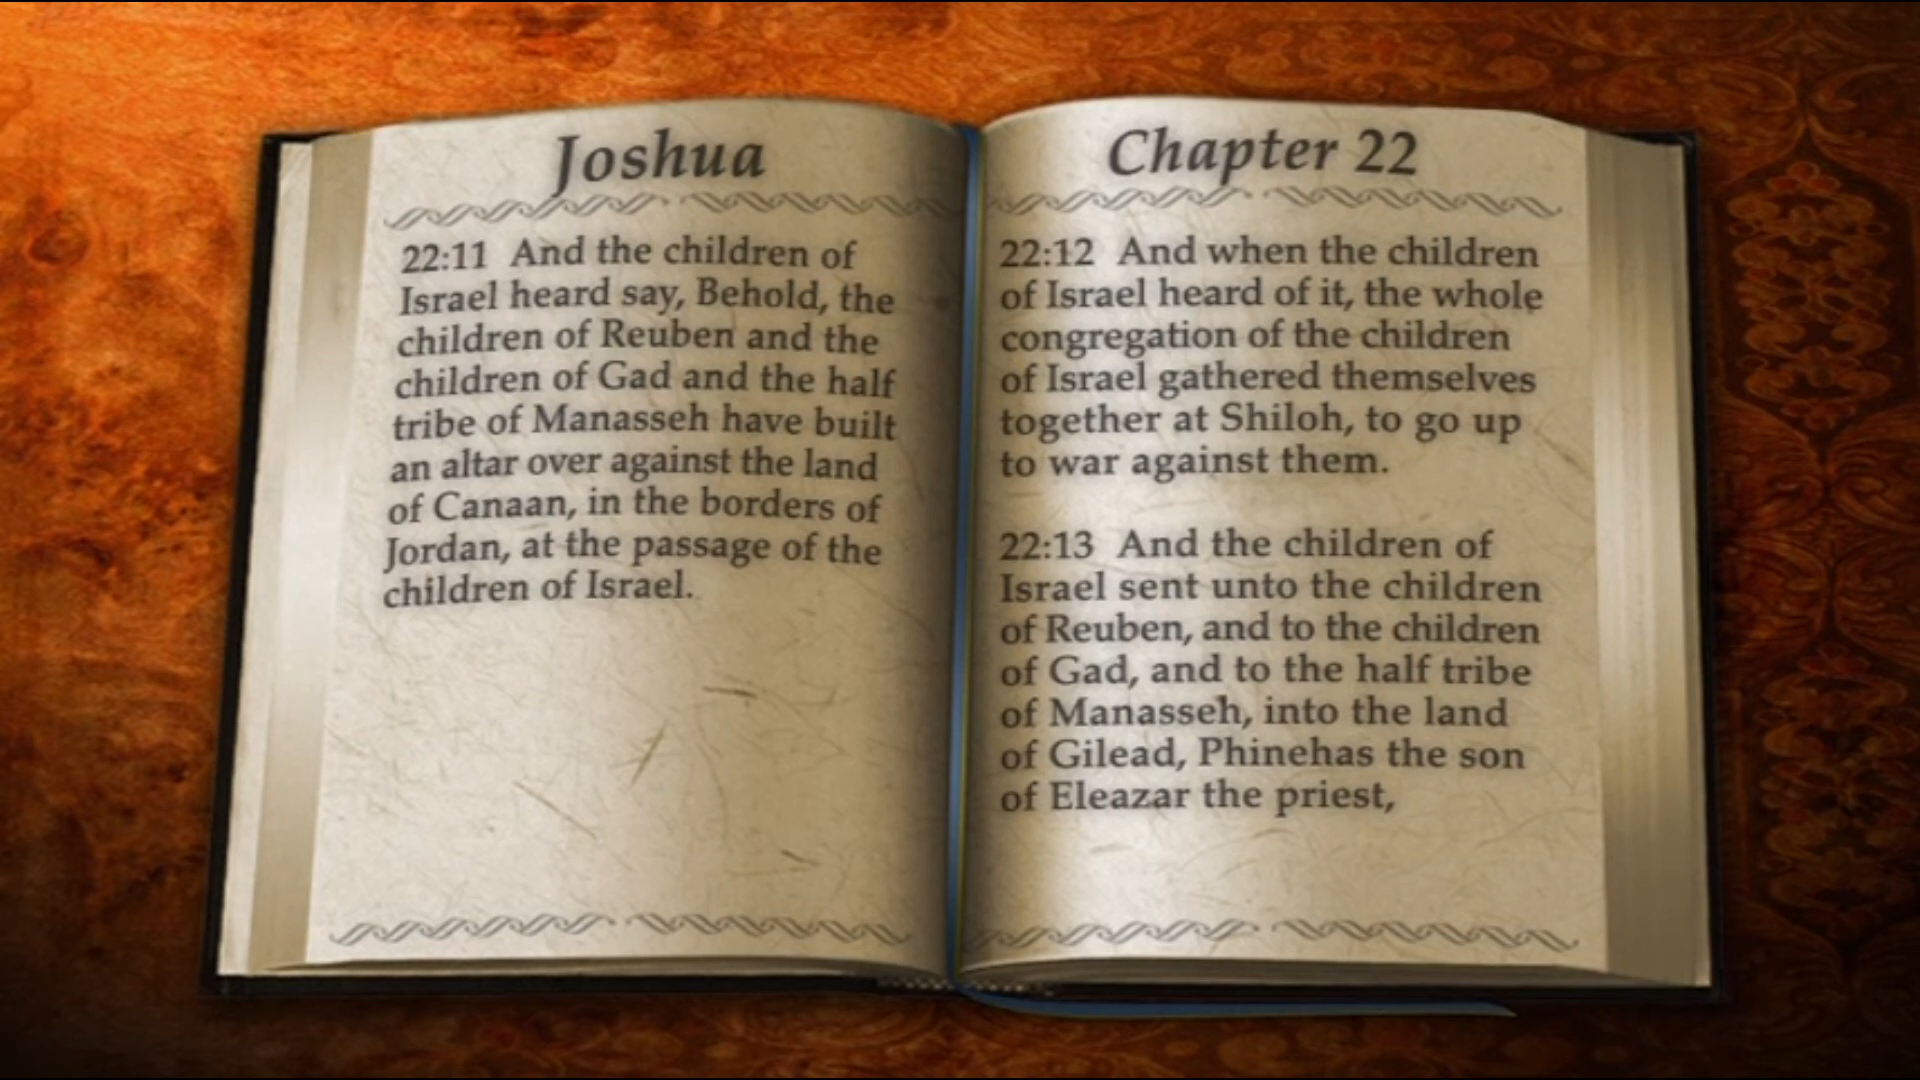 Joshua
22:11 And the children of
Israel heard say, Behold, the
children of Reuben and the
children of Gad and the half
tribe of Manasseh have built
an altar over against the land
of Canaan, in the borders of
Jordan, at the passage of the
children of Israel.
Chapter 22
22:12 And when the children
of Israel heard of it, the whole
congregation of the children
of Israel gathered themselves
together at Shiloh, to go up
to war against them.
22:13 And the children of
Israel sent unto the children
of Reuben, and to the children
of Gad, and to the half tribe
of Manasseh, into the land
of Gilead, Phinehas the son
of Eleazar the priest,